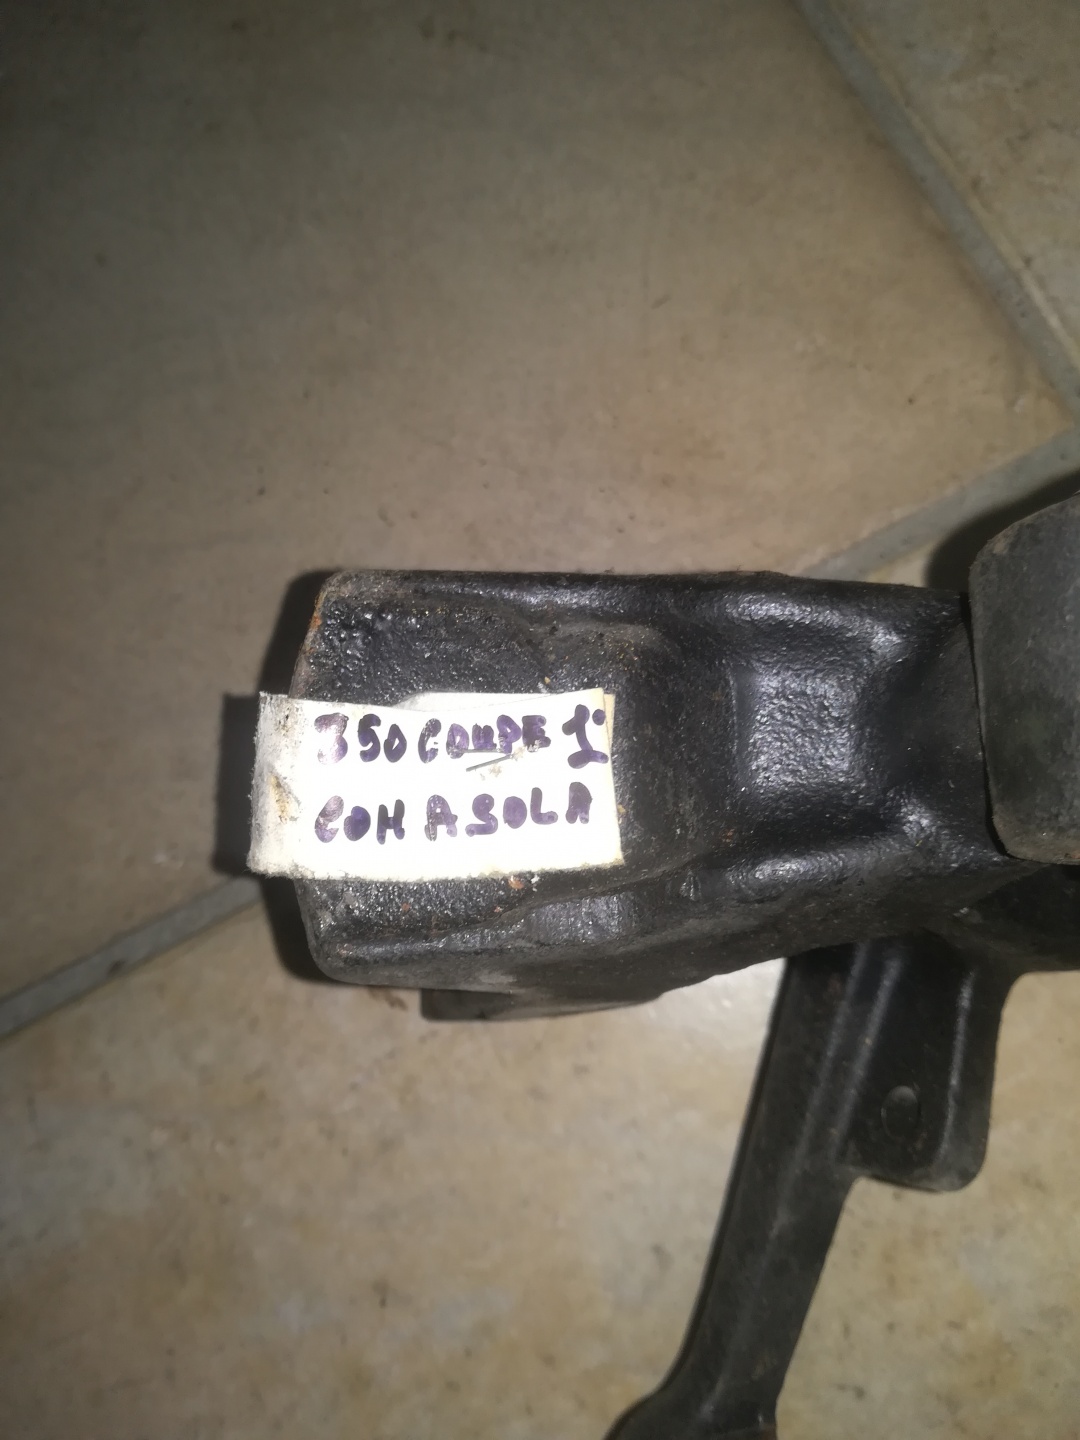 350 COUPE 1°
CON ASOLA